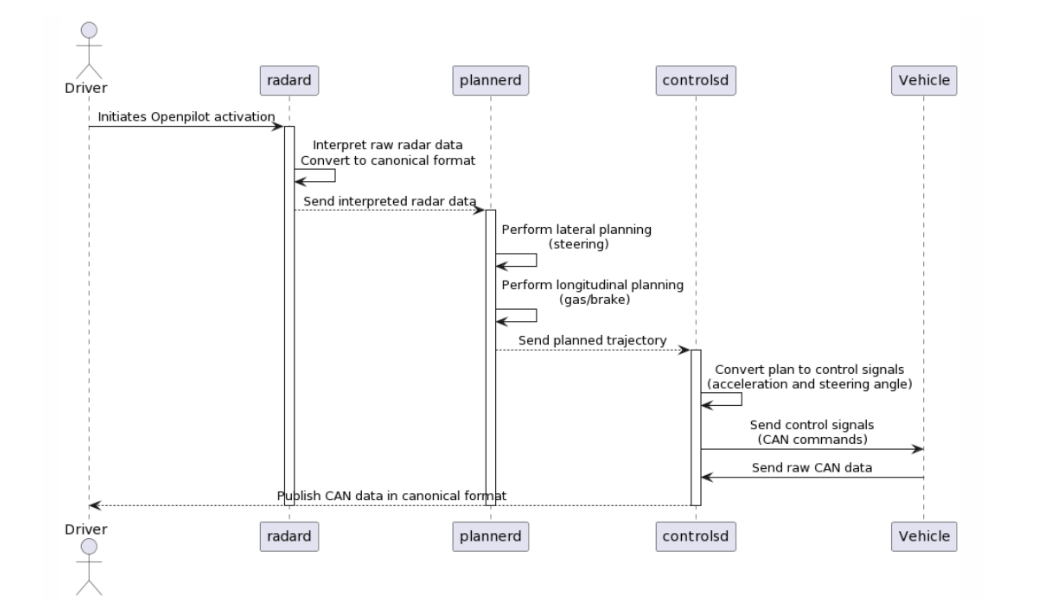 Driver
radard
plannerd
controlsd
Vehicle
Initiates Openpilot activation
Interpret raw radar data
Convert to canonical format
Send interpreted radar data
Perform lateral planning
(steering)
Perform longitudinal planning
(gas/brake)
Send planned trajectory
Convert plan to control signals
(acceleration and steering angle)
Send control signals
(CAN commands)
Send raw CAN data
Publish CAN data in canonical format
Driver
radard
plannerd
controlsd
Vehicle